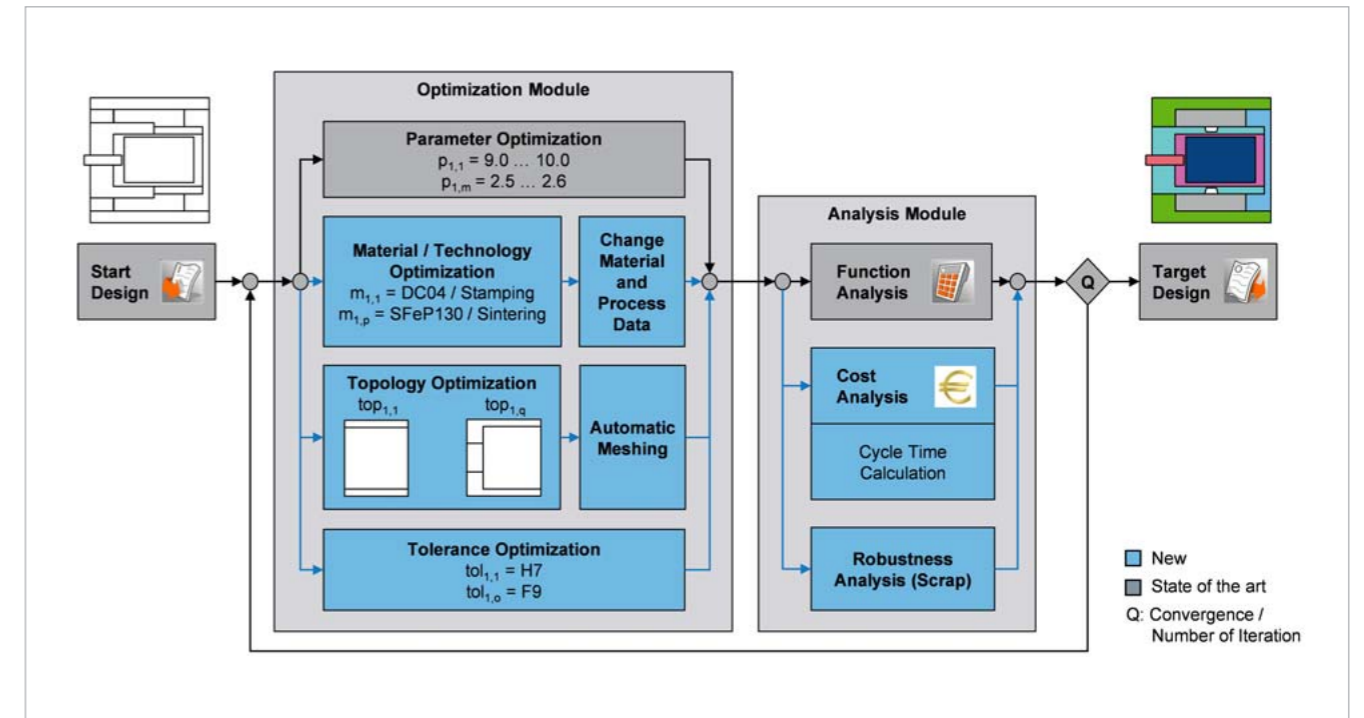 Optimization Module
Parameter Optimization
p1,1 = 9.0 ... 10.0
p1,m = 2.5 ... 2.6
Material / Technology
Optimization
m1,1 = DC04 / Stamping
m1,p = SFeP130 / Sintering
Change
Material
and
Process
Data
Topology Optimization
top1,1
top1,q
Automatic
Meshing
Tolerance Optimization
tol1,1 = H7
tol1,o = F9
Start
Design
Analysis Module
Function
Analysis
Cost
Analysis
€
Cycle Time
Calculation
Robustness
Analysis (Scrap)
Q
Target
Design
New
State of the art
Q: Convergence /
Number of Iteration